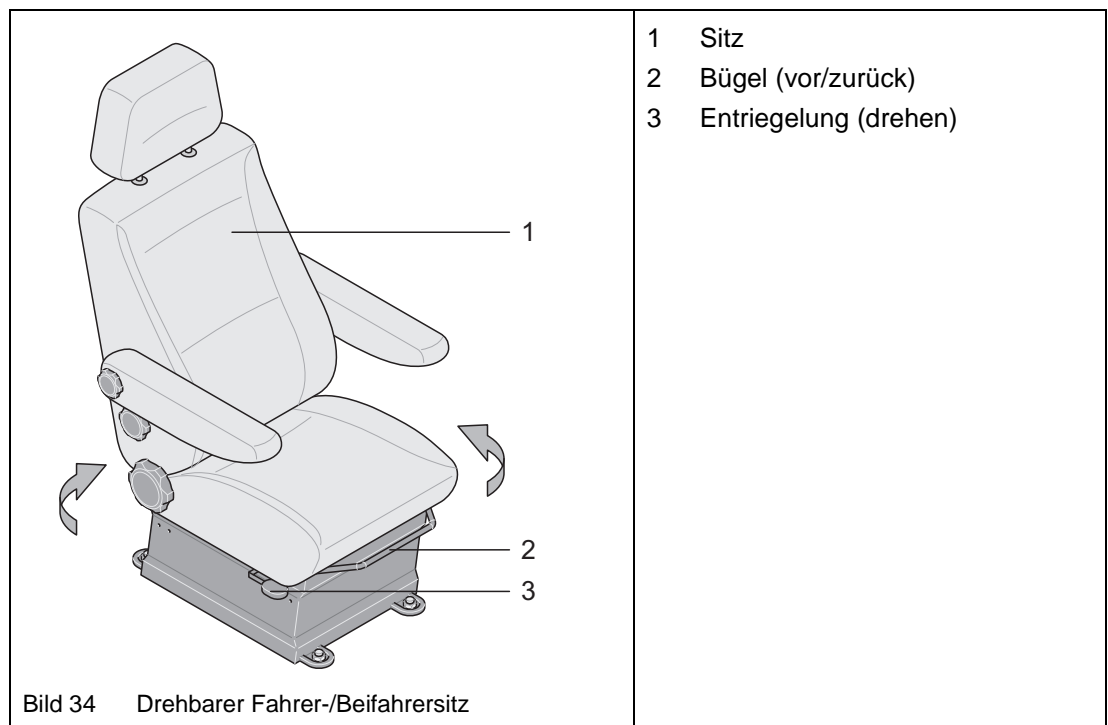 1
2
3
Bild 34 Drehbarer Fahrer-/Beifahrersitz
1 Sitz
2 Bügel (vor/zurück)
3 Entriegelung (drehen)